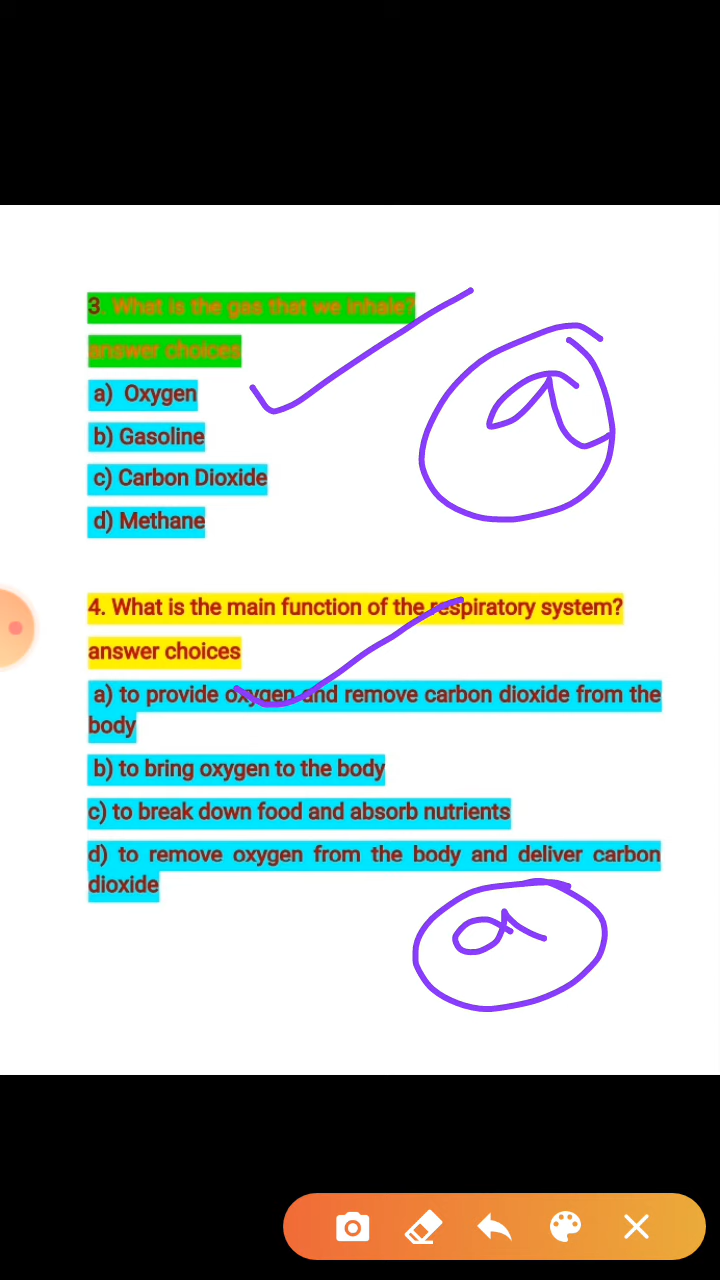 3. What is the gas that we inhale?
answer choices
a) Oxygen
b) Gasoline
c) Carbon Dioxide
d) Methane
a
4. What is the main function of the respiratory system?
answer choices
a) to provide oxygen and remove carbon dioxide from the
body
b) to bring oxygen to the body
c) to break down food and absorb nutrients
d) to remove oxygen from the body and deliver carbon
dioxide
a